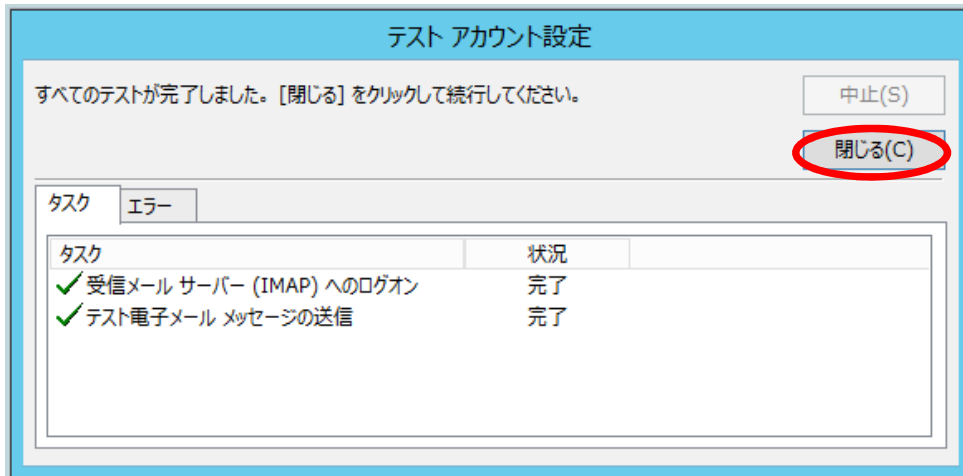 テスト アカウント設定
すべてのテストが完了しました。[閉じる] をクリックして続行してください。
中止(S)
閉じる(C)
タスク エラー
タスク 状況
受信メール サーバー (IMAP) へのログオン 完了
テスト電子メール メッセージの送信 完了